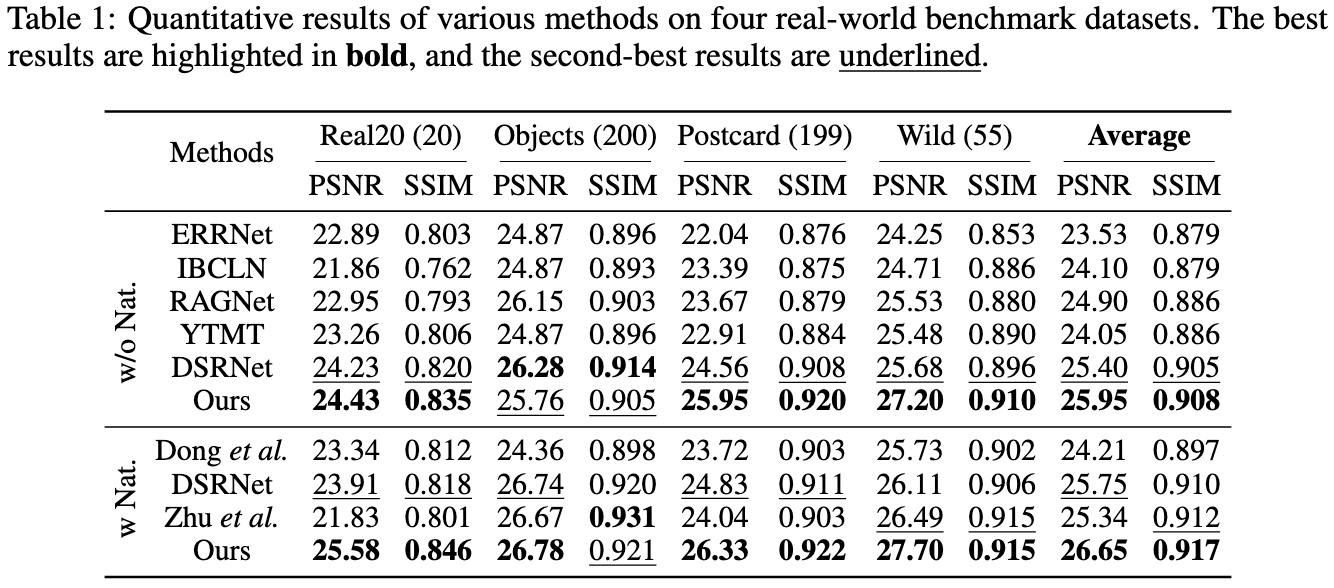 Table 1: Quantitative results of various methods on four real-world benchmark datasets. The best
results are highlighted in bold, and the second-best results are underlined.
Methods Real20 (20) Objects (200) Postcard (199) Wild (55) Average
PSNR SSIM PSNR SSIM PSNR SSIM PSNR SSIM PSNR SSIM
w/o Nat.
ERRNet 22.89 0.803 24.87 0.896 22.04 0.876 24.25 0.853 23.53 0.879
IBCLN 21.86 0.762 24.87 0.893 23.39 0.875 24.71 0.886 24.10 0.879
RAGNet 22.95 0.793 26.15 0.903 23.67 0.879 25.53 0.880 24.90 0.886
YTMT 23.26 0.806 24.87 0.896 22.91 0.884 25.48 0.890 24.05 0.886
DSRNet 24.23 0.820 26.28 0.914 24.56 0.908 25.68 0.896 25.40 0.905
Ours 24.43 0.835 25.76 0.905 25.95 0.920 27.20 0.910 25.95 0.908
w Nat.
Dong et al. 23.34 0.812 24.36 0.898 23.72 0.903 25.73 0.902 24.21 0.897
DSRNet 23.91 0.818 26.74 0.920 24.83 0.911 26.11 0.906 25.75 0.910
Zhu et al. 21.83 0.801 26.67 0.931 24.04 0.903 26.49 0.915 25.34 0.912
Ours 25.58 0.846 26.78 0.921 26.33 0.922 27.70 0.915 26.65 0.917